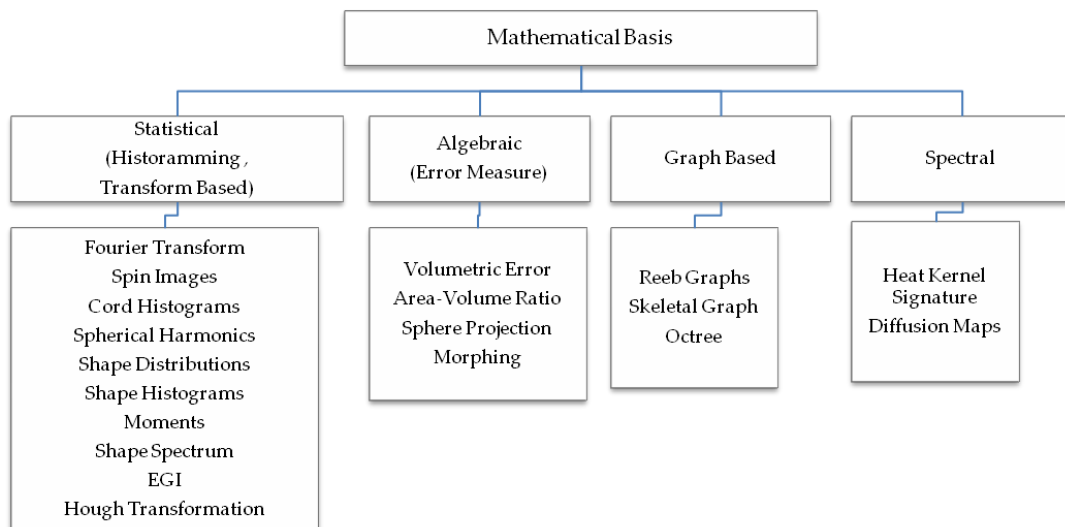 Mathematical Basis
Statistical
(Historamming ,
Transform Based)
Algebraic
(Error Measure)
Graph Based
Spectral
Fourier Transform
Spin Images
Cord Histograms
Spherical Harmonics
Shape Distributions
Shape Histograms
Moments
Shape Spectrum
EGI
Hough Transformation
Volumetric Error
Area-Volume Ratio
Sphere Projection
Morphing
Reeb Graphs
Skeletal Graph
Octree
Heat Kernel
Signature
Diffusion Maps